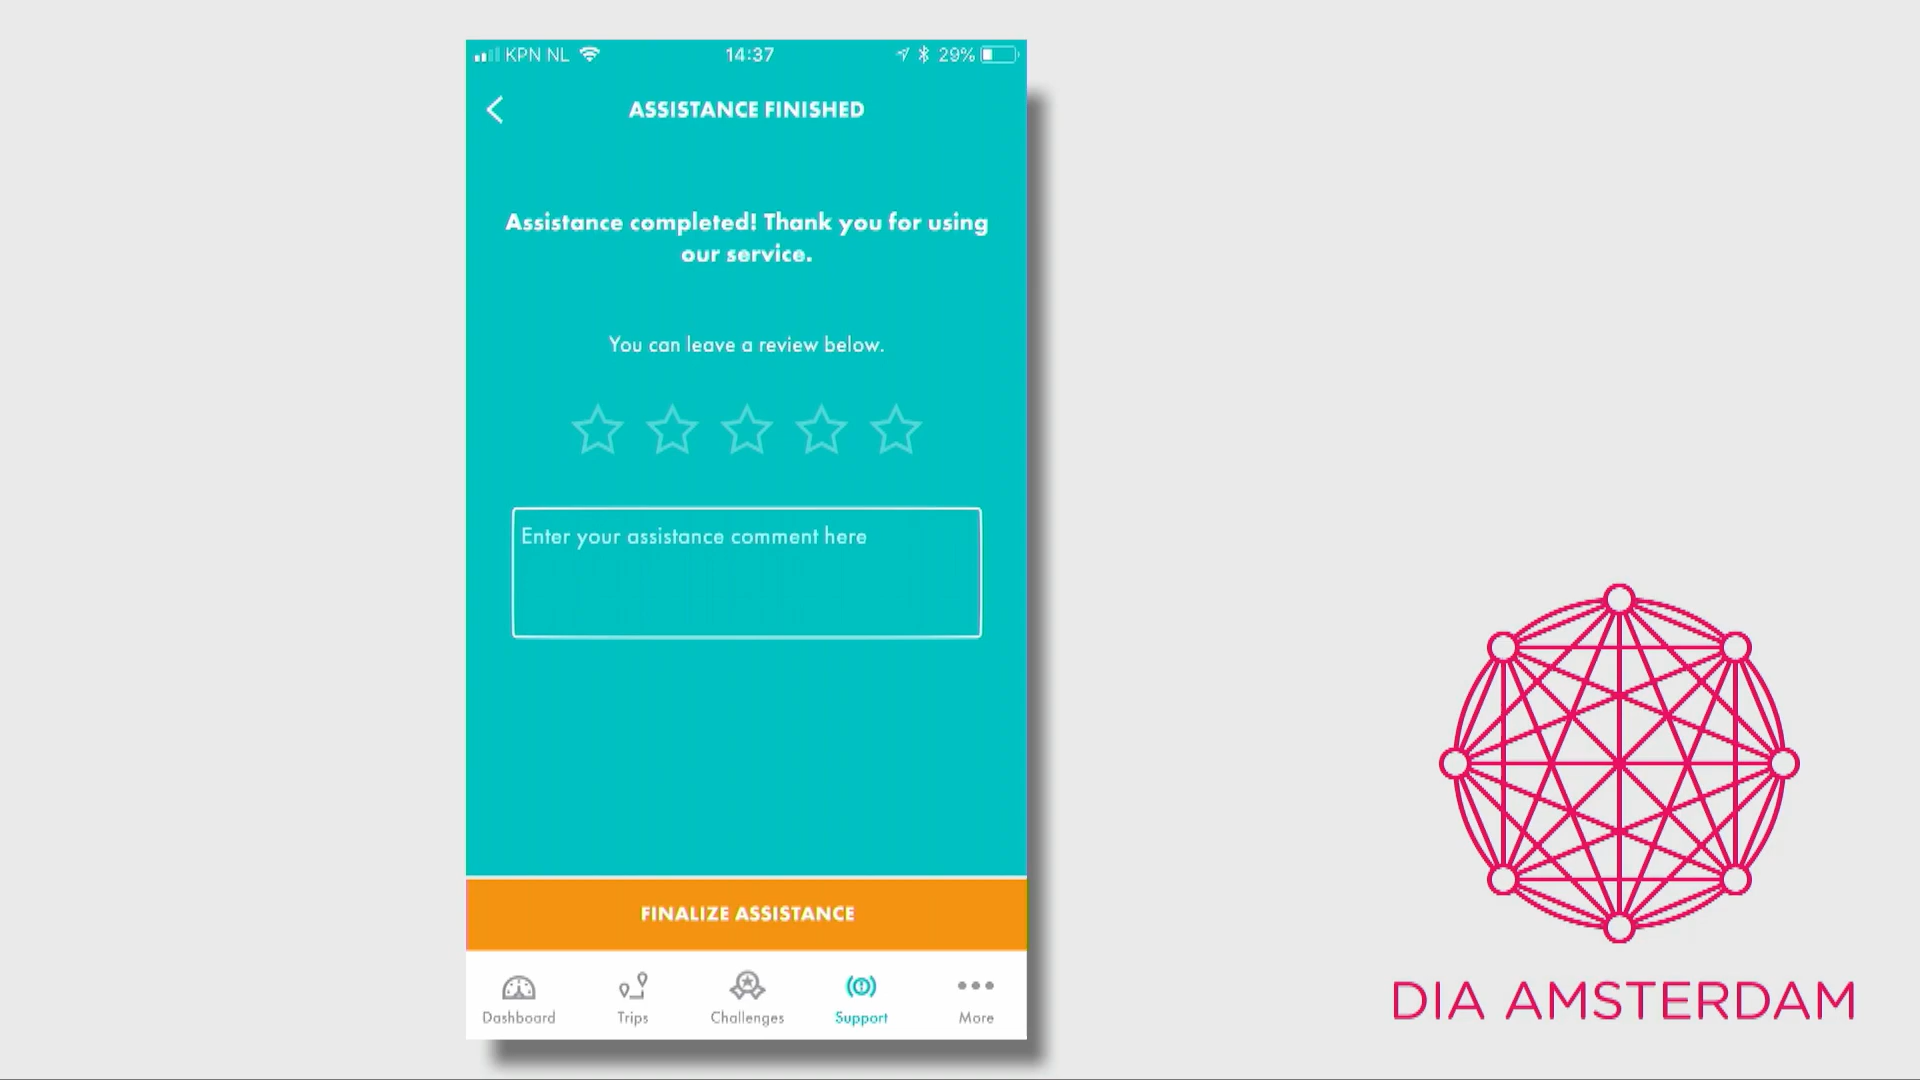 KPN NL 14:37 29%
ASSISTANCE FINISHED
Assistance completed! Thank you for using
our service.
You can leave a review below.
Enter your assistance comment here
FINALIZE ASSISTANCE
Dashboard Trips Challenges Support More
DIA AMSTERDAM